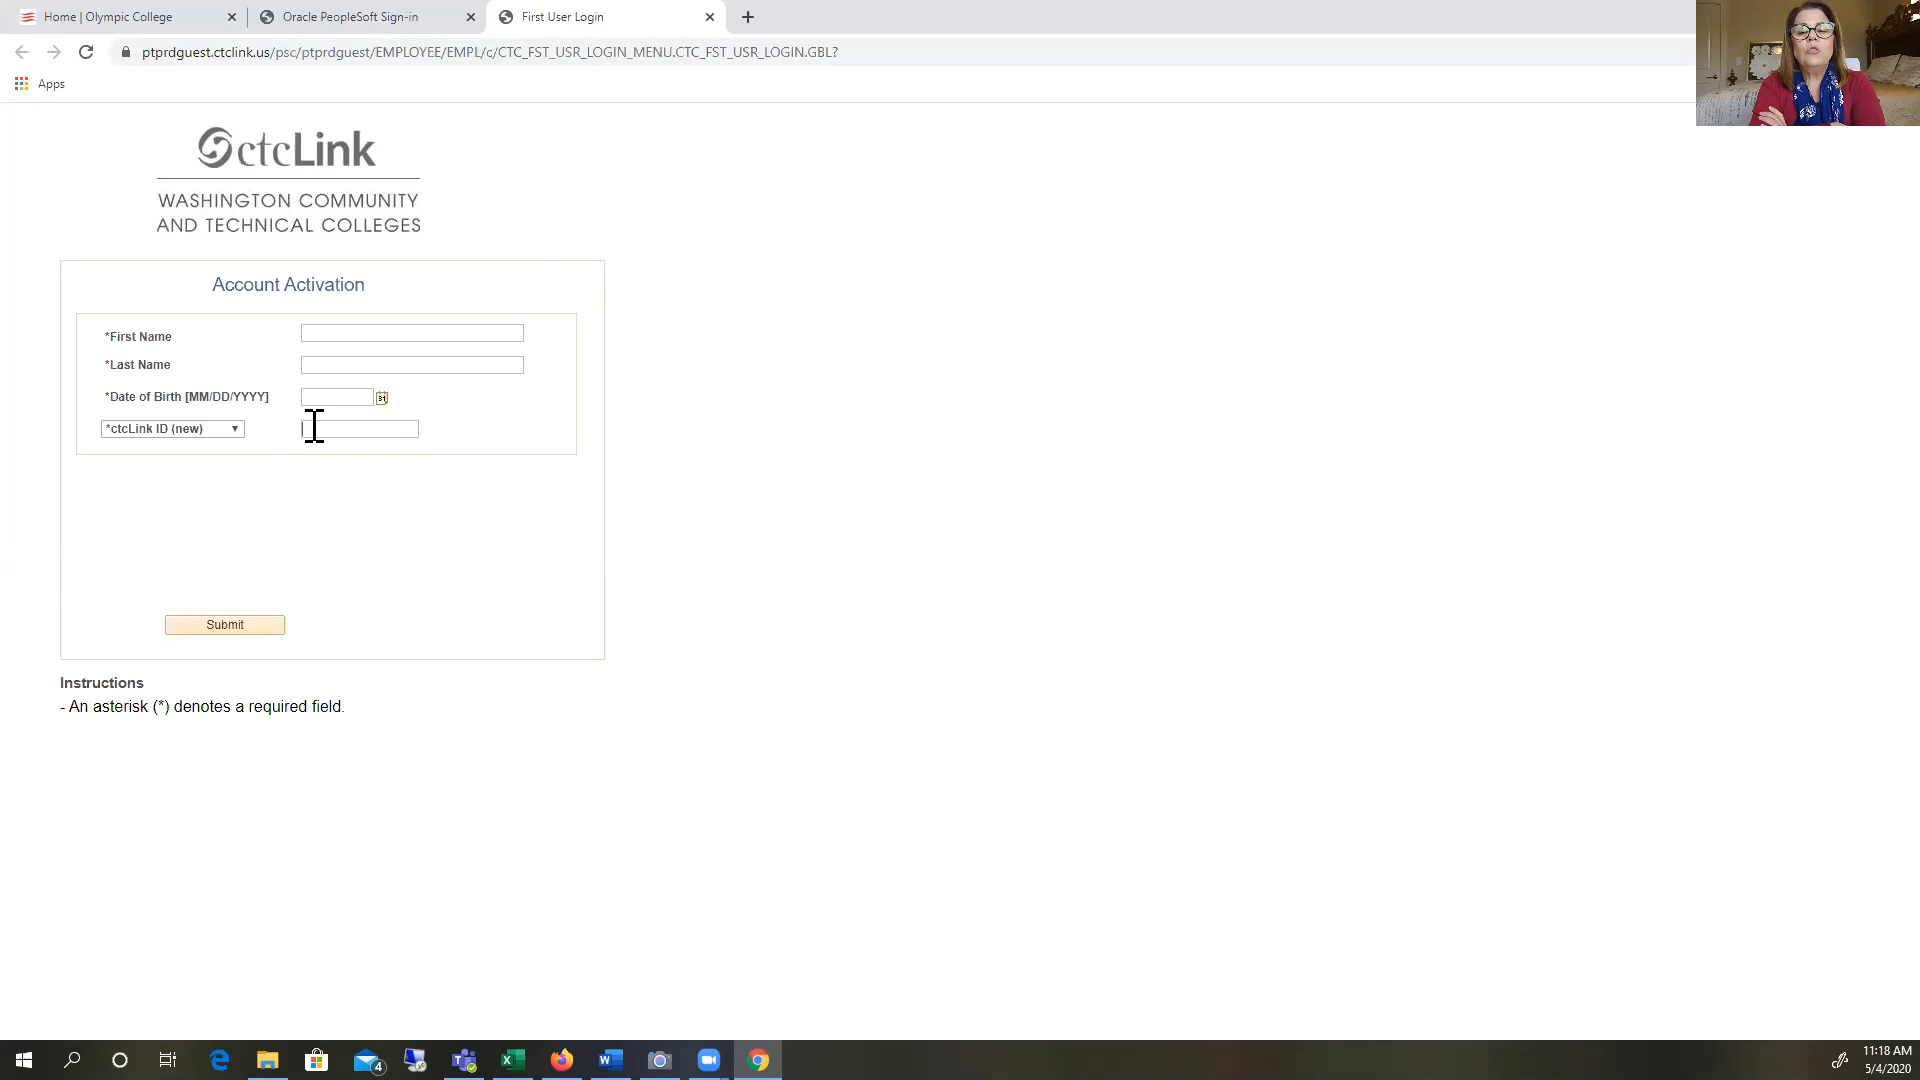 Home | Olympic College
Oracle PeopleSoft Sign-in
First User Login
ptprdguest.ctclink.us/psc/ptprdguest/EMPLOYEE/EMPL/c/CTC_FST_USR_LOGIN_MENU.CTC_FST_USR_LOGIN.GBL?
Apps
ctcLink
WASHINGTON COMMUNITY
AND TECHNICAL COLLEGES
Account Activation
*First Name
*Last Name
*Date of Birth [MM/DD/YYYY]
31
*ctcLink ID (new)
Submit
Instructions
- An asterisk (*) denotes a required field.
4
11:18 AM
5/4/2020